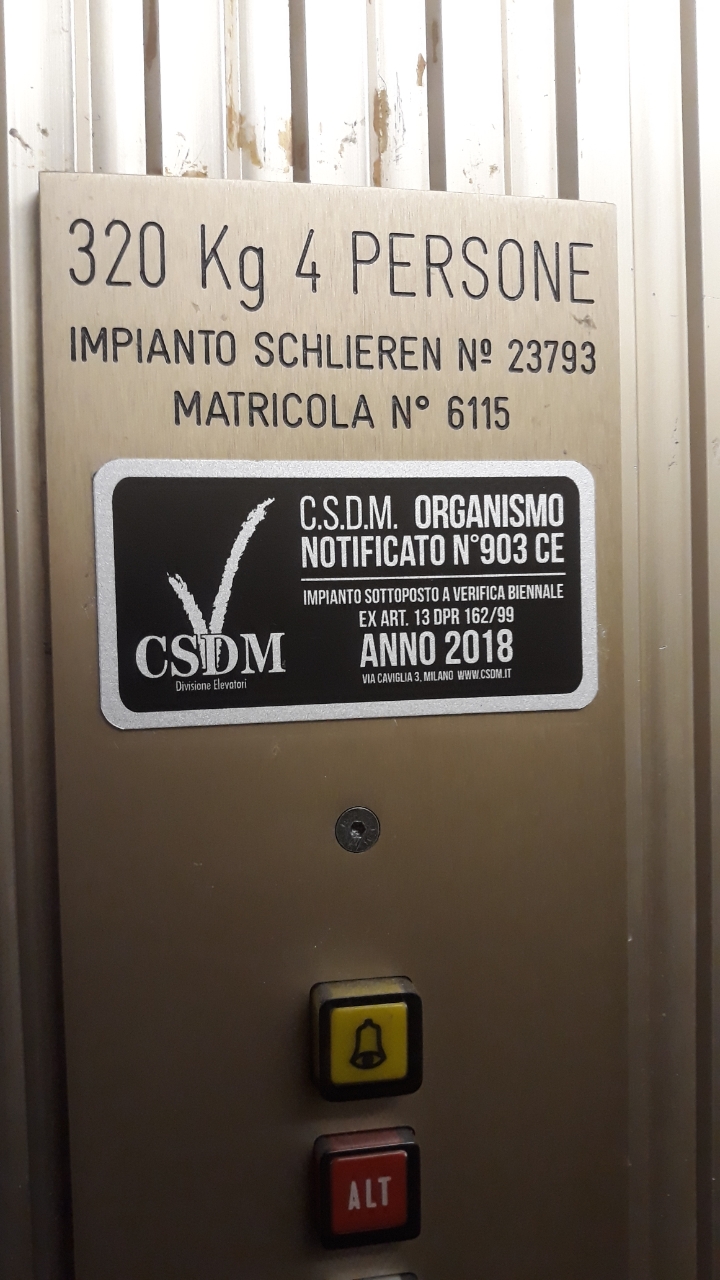 320 Kg 4 PERSONE
IMPIANTO SCHLIEREN Nº 23793
MATRICOLA N° 6115
C.S.D.M. ORGANISMO
NOTIFICATO N°903 CE
IMPIANTO SOTTOPOSTO A VERIFICA BIENNALE
EX ART. 13 DPR 162/99
ANNO 2018
VIA CAVIGLIA 3, MILANO WWW.CSDM.IT
CSDM
Divisione Elevatori
ALT